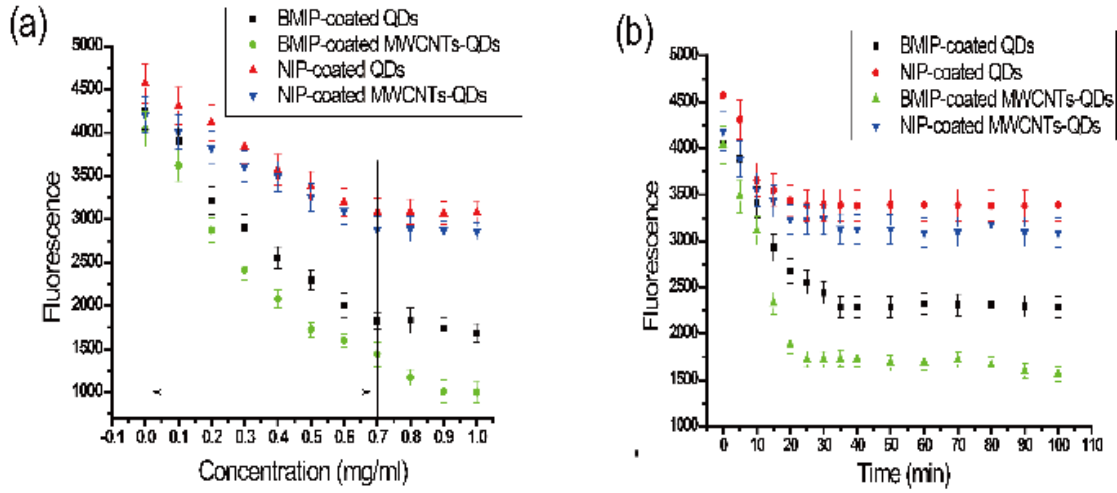 (a)
BMIP-coated QDs
BMIP-coated MWCNTs-QDs
NIP-coated QDs
NIP-coated MWCNTs-QDs
5000
4500
4000
3500
3000
2500
2000
1500
1000
Fluorescence
-0.1 0.0 0.1 0.2 0.3 0.4 0.5 0.6 0.7 0.8 0.9 1.0
Concentration (mg/ml)
(b)
BMIP-coated QDs
NIP-coated QDs
BMIP-coated MWCNTs-QDs
NIP-coated MWCNTs-QDs
5000
4500
4000
3500
3000
2500
2000
1500
1000
Fluorescence
0 10 20 30 40 50 60 70 80 90 100 110
Time (min)